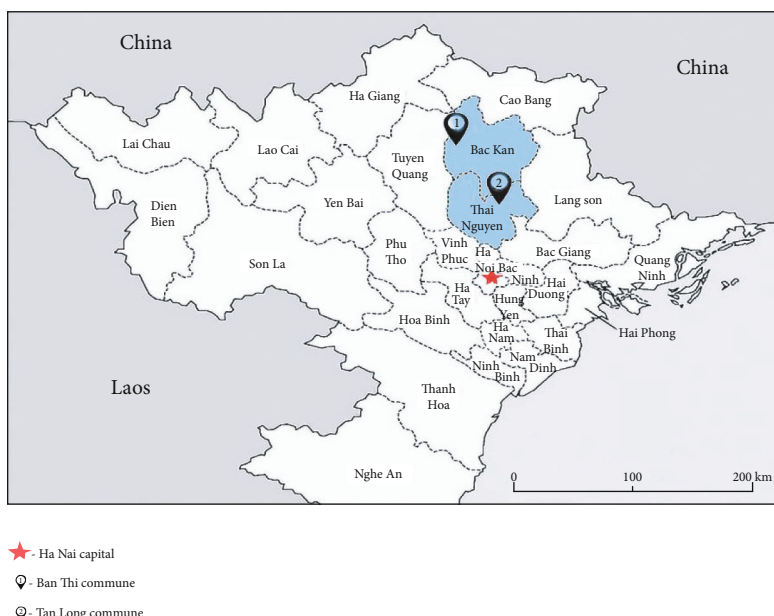 China
China
Ha Giang
Cao Bang
1
Lai Chau
Lao Cai
Bac Kan
Tuyen
Quang
2
Dien
Bien
Yen Bai
Lang son
Thai
Nguyen
Phu
Tho
Vinh
Phuc
Ha
Noi
Bac
Ninh
Bac Giang
Quang
Ninh
Son La
Ha
Tay
Hai
Duong
Hung
Yen
Hoa Binh
Ha
Nam
Thai
Binh
Hai Phong
Nam
Dinh
Ninh
Binh
Laos
Thanh
Hoa
Nghe An
0 100 200 km
- Ha Nai capital
1 - Ban Thi commune
2 - Tan Long commune